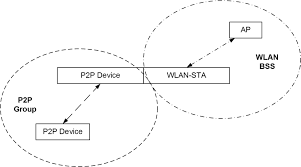 AP
WLAN
BSS
P2P Device
WLAN-STA
P2P
Group
P2P Device